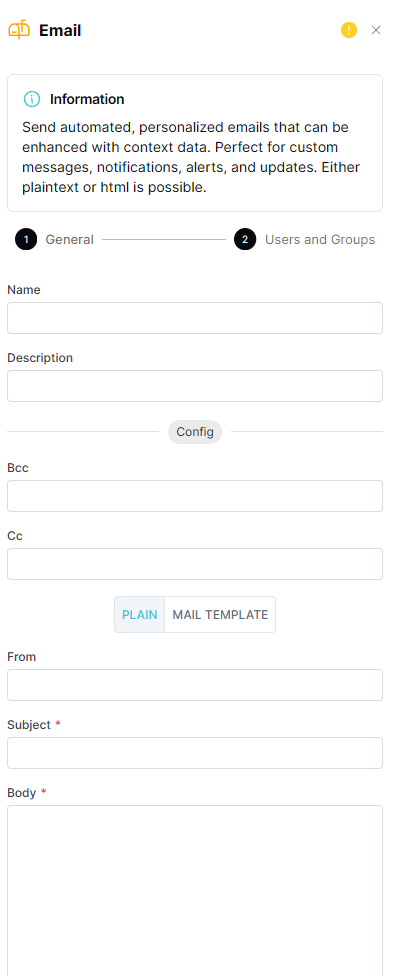 Email
!
Information
Send automated, personalized emails that can be
enhanced with context data. Perfect for custom
messages, notifications, alerts, and updates. Either
plaintext or html is possible.
1 General 2 Users and Groups
Name
Description
Config
Bcc
Cc
PLAIN MAIL TEMPLATE
From
Subject *
Body *